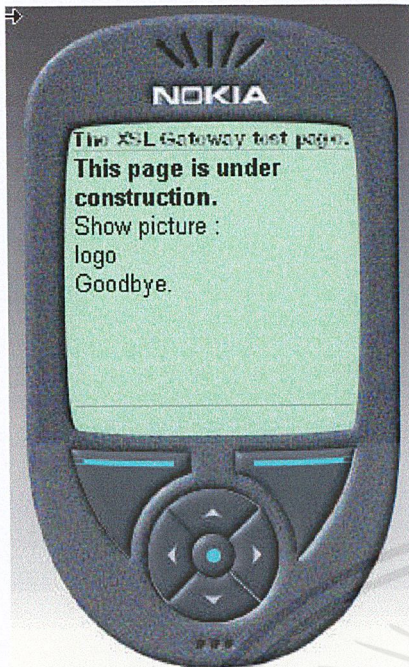 NOKIA
The XSL Gateway test page.
This page is under
construction.
Show picture :
logo
Goodbye.